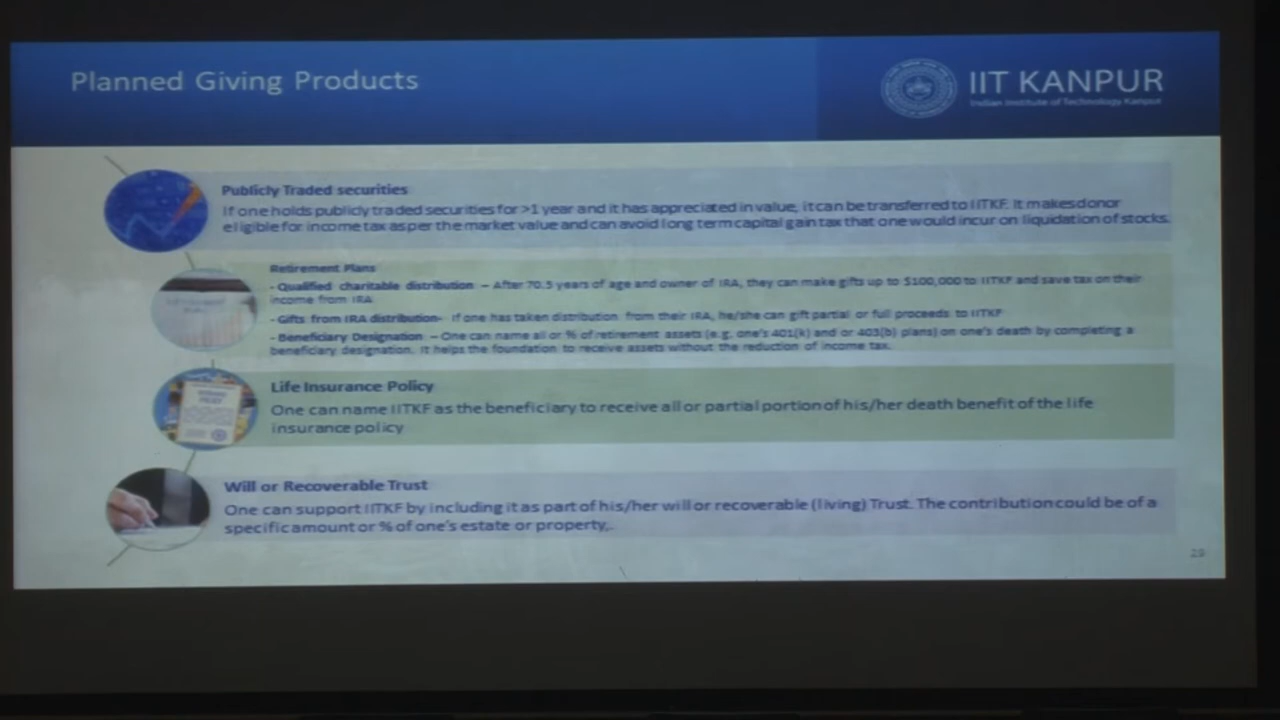 Planned Giving Products
IIT KANPUR
Indian Institute of Technology Kanpur
Publicly Traded securities
If one holds publicly traded securities for >1 year and it has appreciated in value, it can be transferred to IITKF. It makes donor
eligible for income tax as per the market value and can avoid long term capital gain tax that one would incur on liquidation of stocks.
Retirement Plans
- Qualified charitable distribution – After 70.5 years of age and owner of IRA, they can make gifts up to $100,000 to IITKF and save tax on their
income from IRA
- Gifts from IRA distribution- If one has taken distribution from their IRA, he/she can gift partial or full proceeds to IITKF
- Beneficiary Designation – One can name all or % of retirement assets (e.g. one's 401(k) and or 403(b) plans) on one's death by completing a
beneficiary designation. It helps the foundation to receive assets without the reduction of income tax.
Life Insurance Policy
One can name IITKF as the beneficiary to receive all or partial portion of his/her death benefit of the life
insurance policy
Will or Recoverable Trust
One can support IITKF by including it as part of his/her will or recoverable (living) Trust. The contribution could be of a
specific amount or % of one's estate or property,.
29